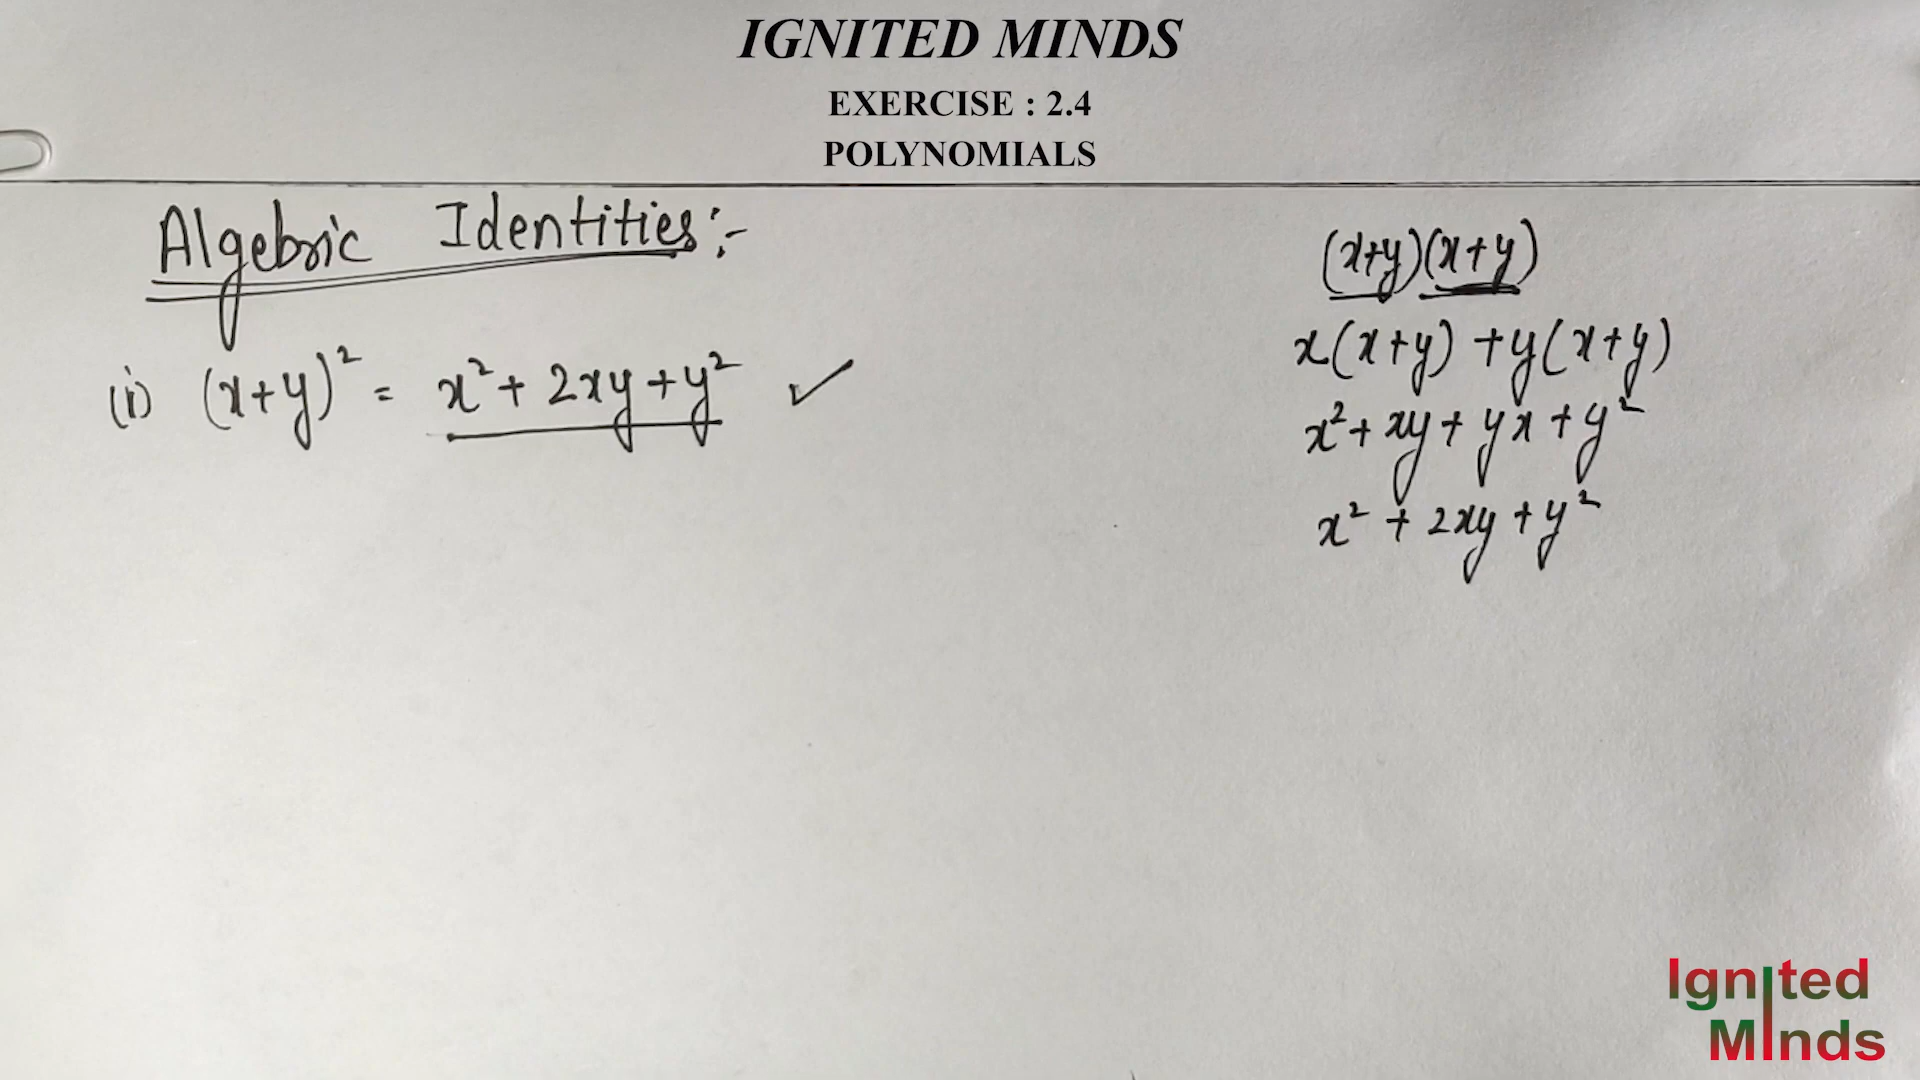 IGNITED MINDS
EXERCISE : 2.4
POLYNOMIALS
Algebric Identities:-
(i) (x+y)² = x² + 2xy + y² ✓
(x+y)(x+y)
x(x+y) + y(x+y)
x² + xy + yx + y²
x² + 2xy + y²
Ignited
Minds